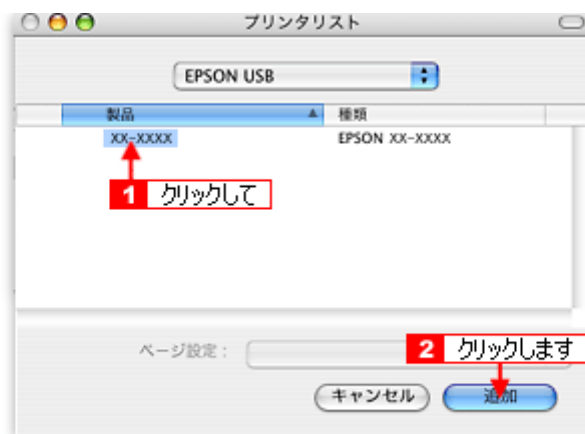 プリンタリスト
EPSON USB
製品 種類
XX-XXXX EPSON XX-XXXX
1 クリックして
ページ設定：
2 クリックします
キャンセル 追加